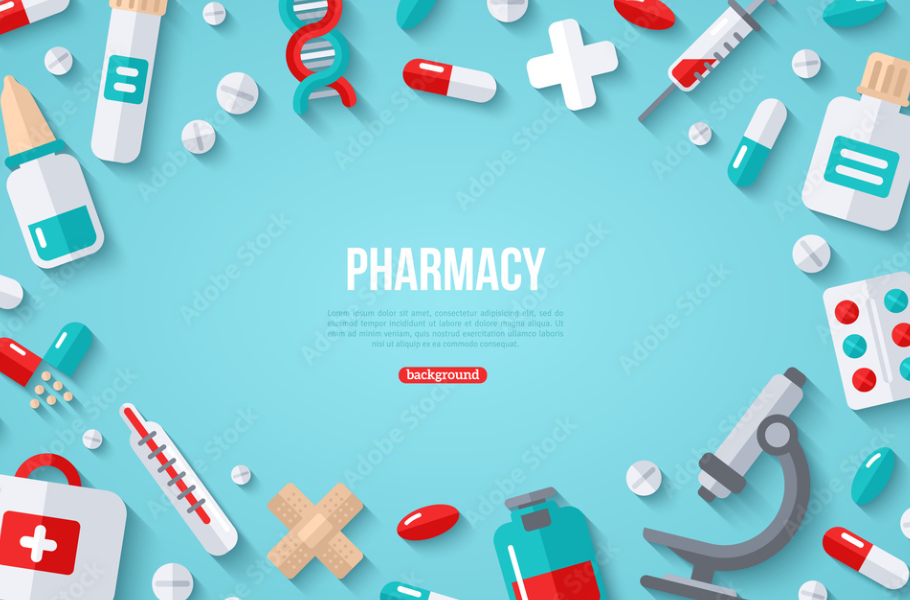 PHARMACY
Lorem ipsum dolor sit amet, consectetur adipisicing elit, sed do
eiusmod tempor incididunt ut labore et dolore magna aliqua. Ut
enim ad minim veniam, quis nostrud exercitation ullamco laboris
nisi ut aliquip ex ea commodo consequat.
background
Adobe Stock